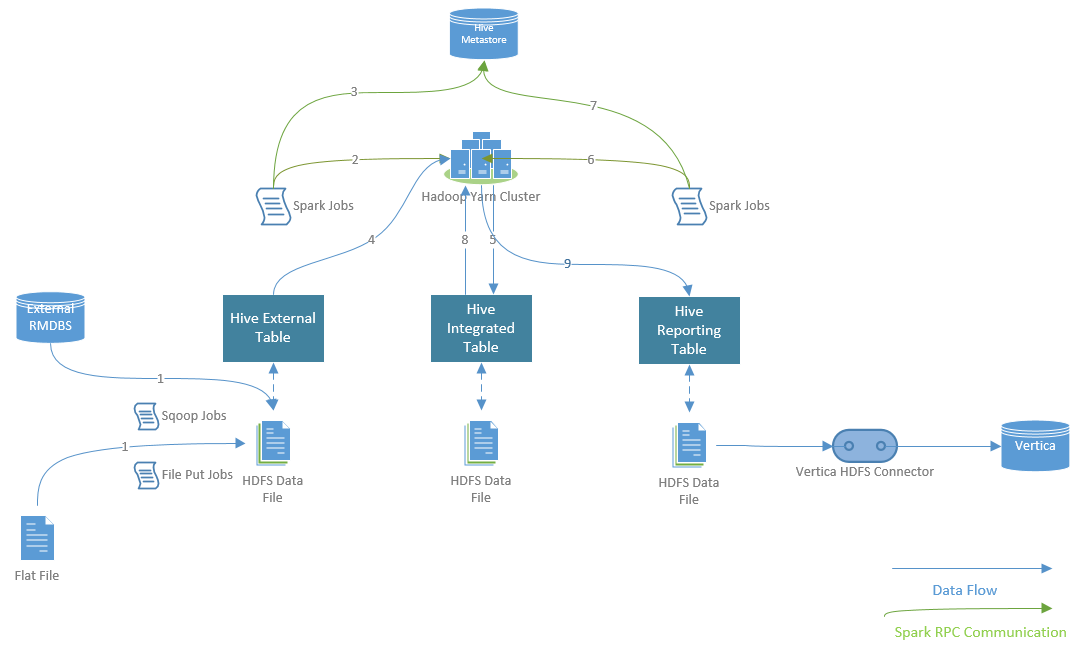 Hive
Metastore
3
7
2
6
Hadoop Yarn Cluster
Spark Jobs
Spark Jobs
4
8
5
9
External
RMDBS
Hive External
Table
Hive
Integrated
Table
Hive
Reporting
Table
1
Sqoop Jobs
1
File Put Jobs
HDFS Data
File
HDFS Data
File
HDFS Data
File
Vertica HDFS Connector
Vertica
Flat File
Data Flow
Spark RPC Communication